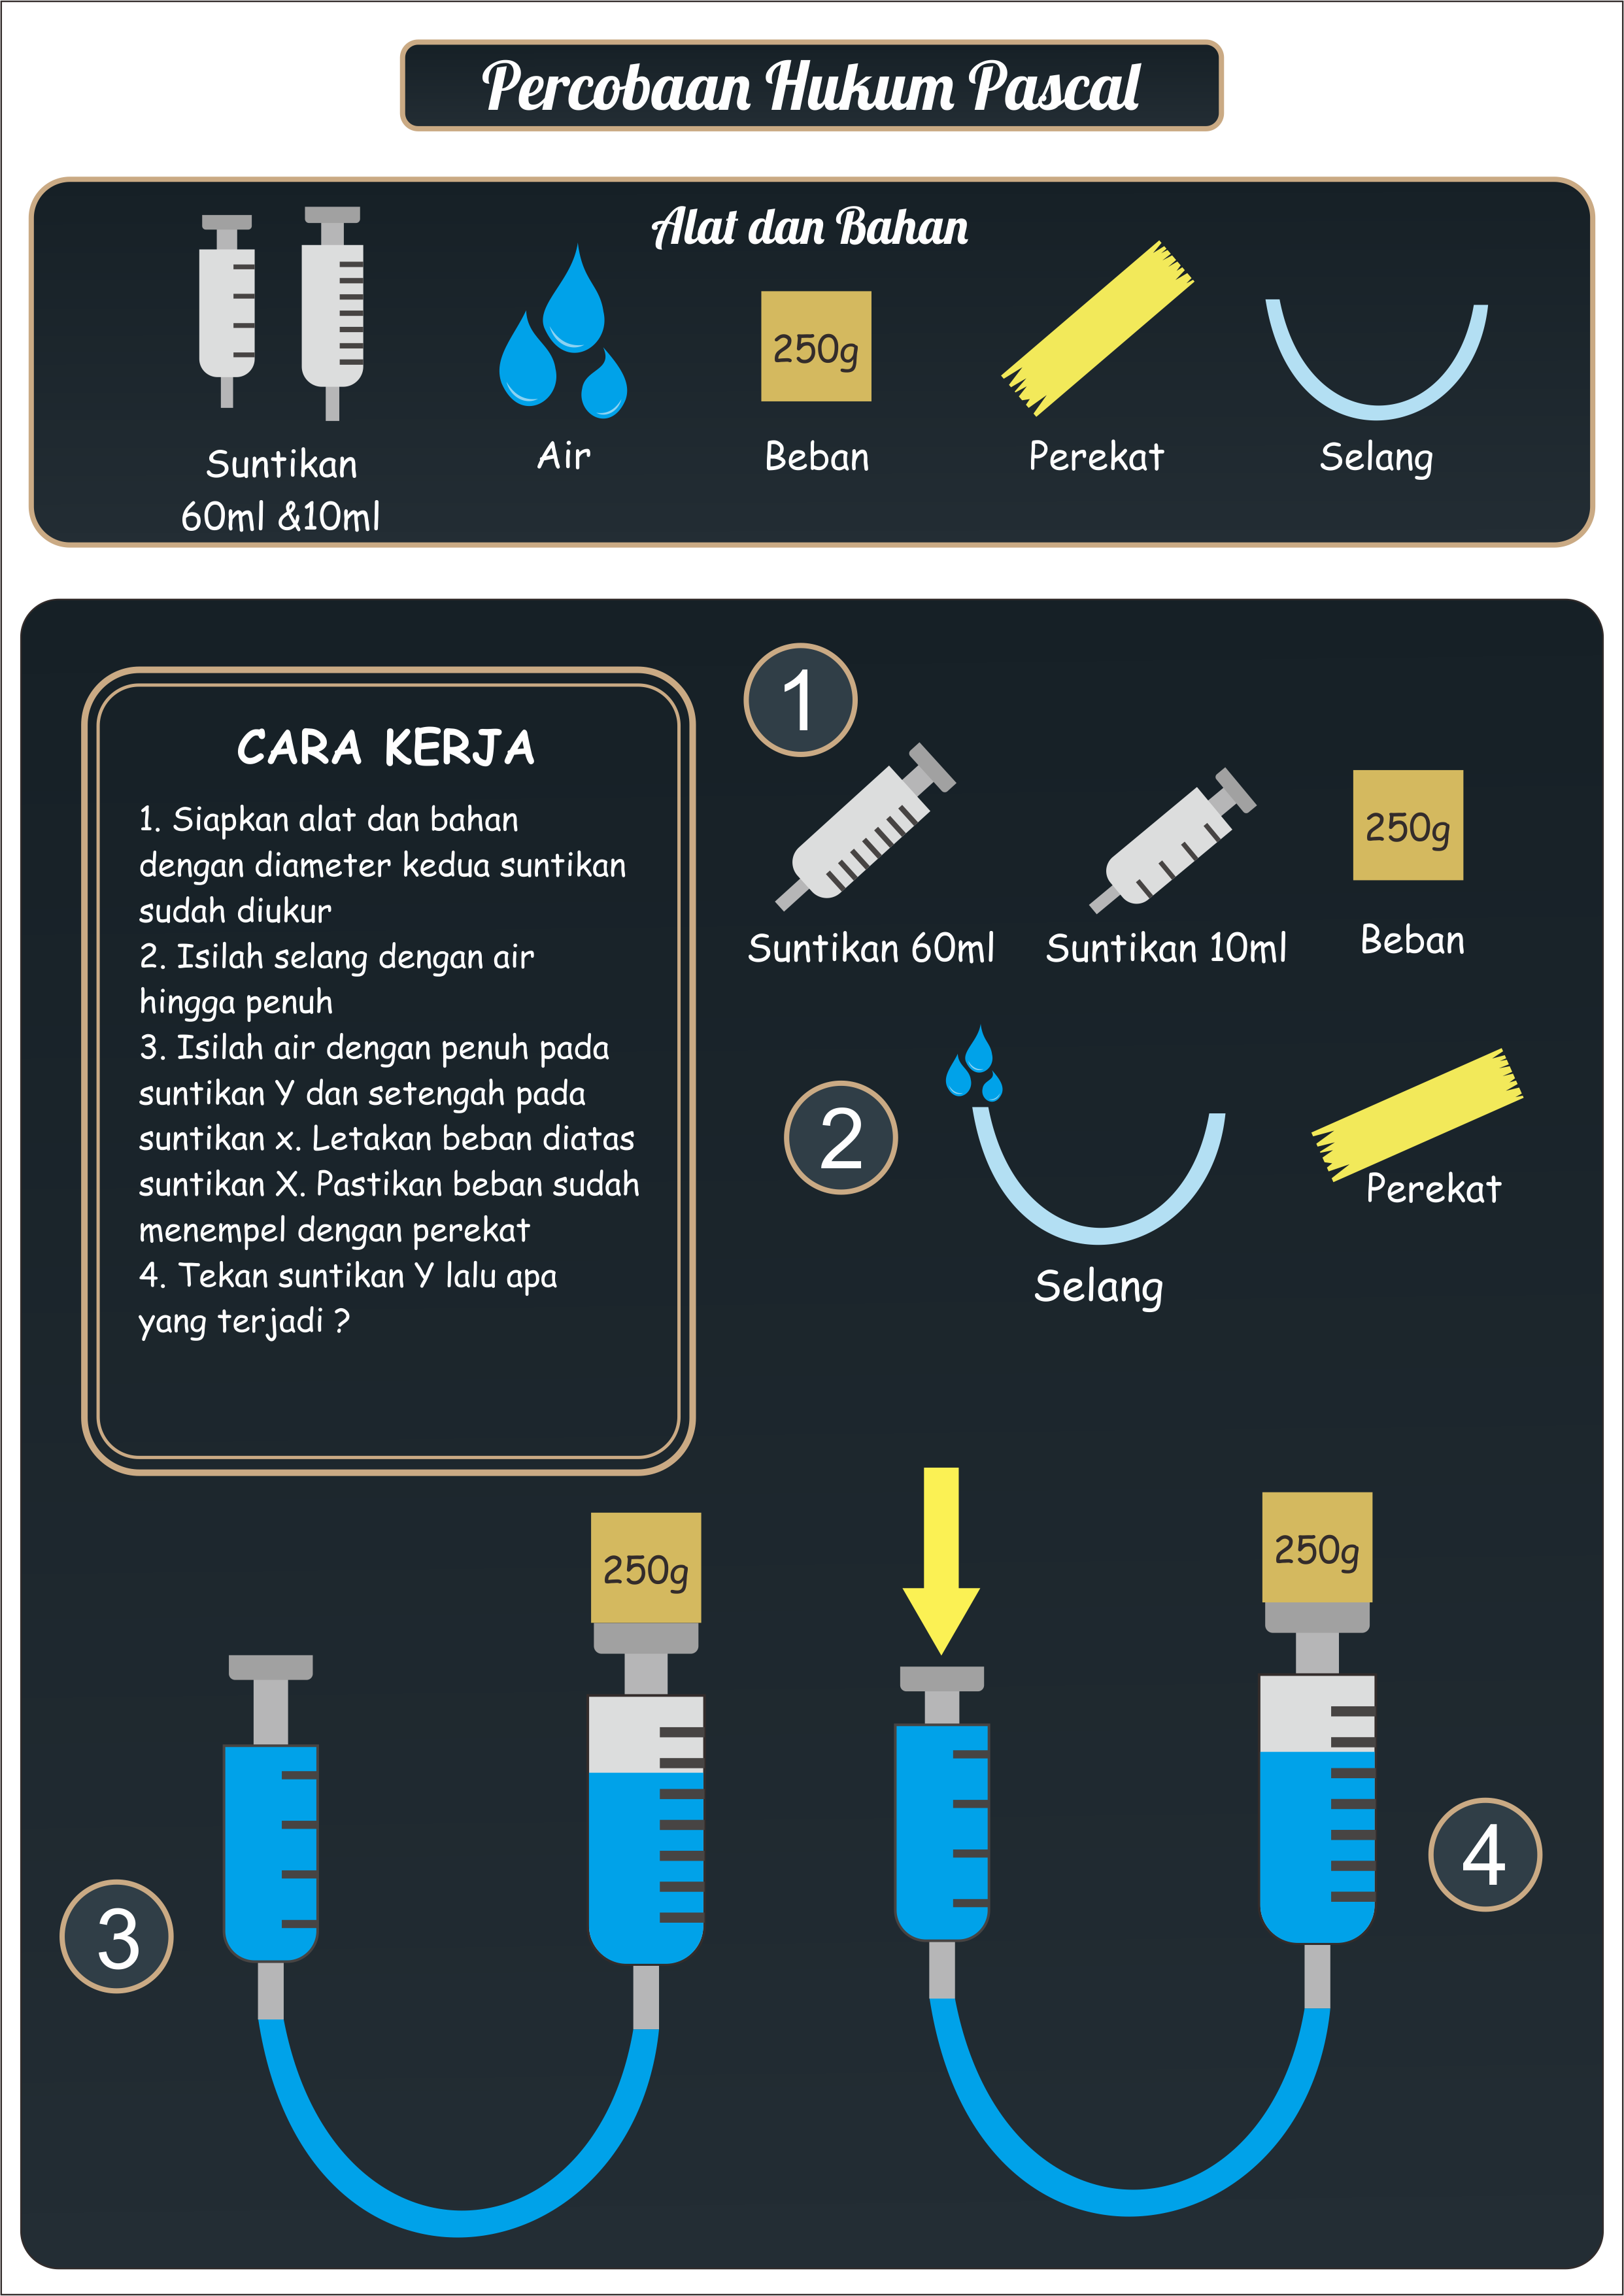 Percobaan Hukum Pascal
Alat dan Bahan
250g
Suntikan
60ml &10ml
Air
Beban
Perekat
Selang
CARA KERJA
1. Siapkan alat dan bahan
dengan diameter kedua suntikan
sudah diukur
2. Isilah selang dengan air
hingga penuh
3. Isilah air dengan penuh pada
suntikan Y dan setengah pada
suntikan x. Letakan beban diatas
suntikan X. Pastikan beban sudah
menempel dengan perekat
4. Tekan suntikan Y lalu apa
yang terjadi ?
1
250g
Suntikan 60ml
Suntikan 10ml
Beban
2
Perekat
Selang
250g
3
250g
4